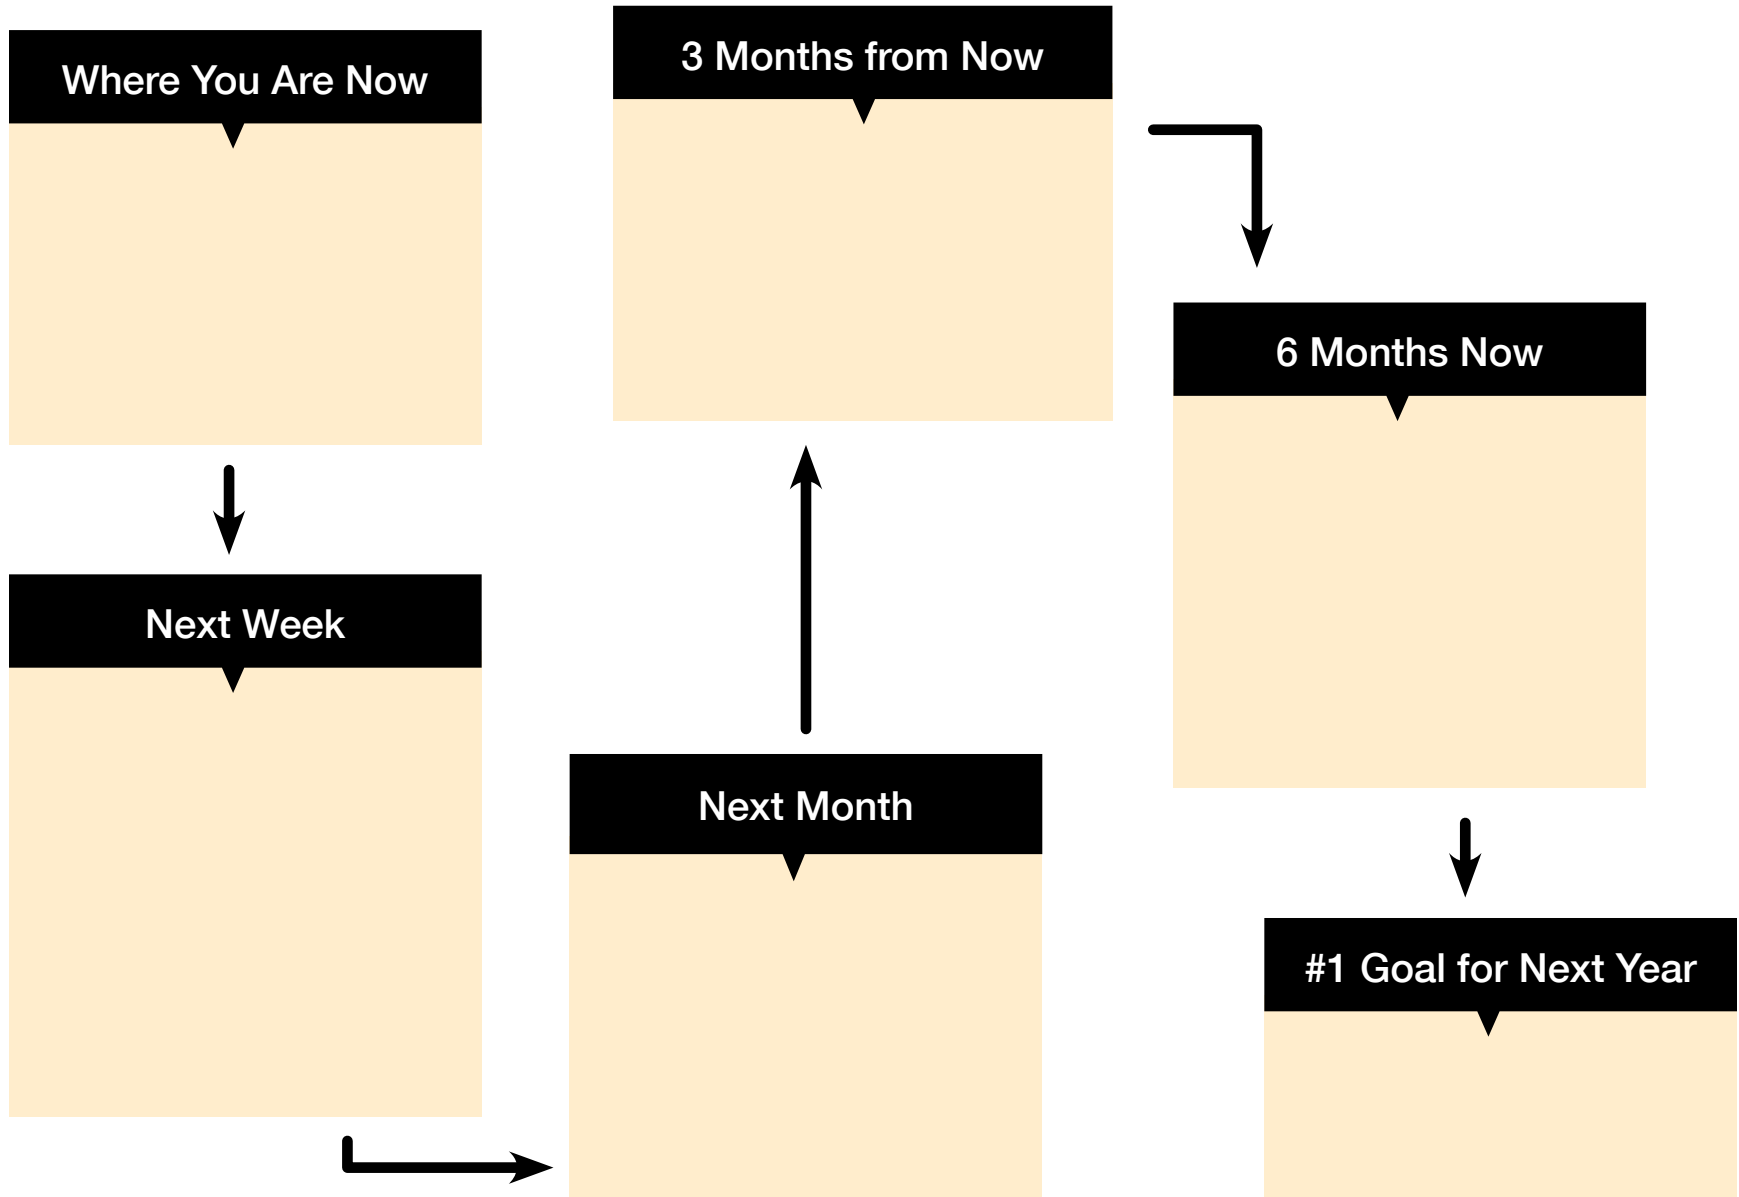 Where You Are Now
Next Week
Next Month
3 Months from Now
6 Months Now
#1 Goal for Next Year